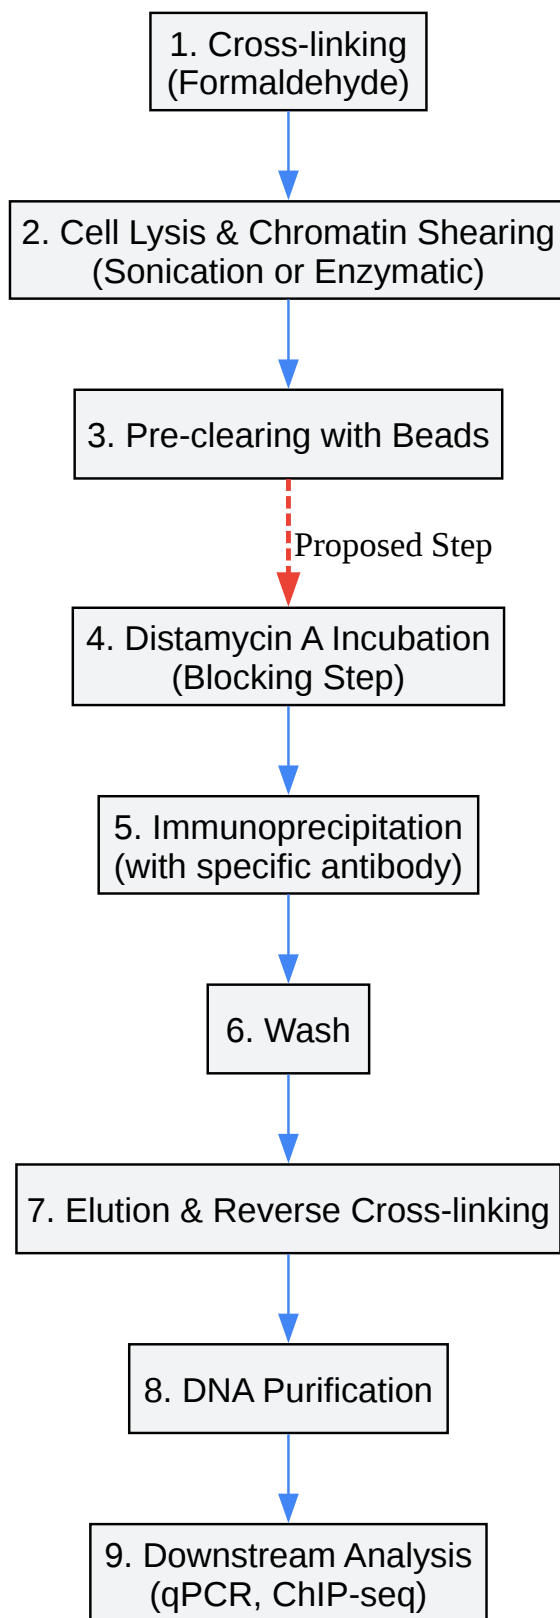 1. Cross-linking
(Formaldehyde)
2. Cell Lysis & Chromatin Shearing
(Sonication or Enzymatic)
3. Pre-clearing with Beads
Proposed Step
4. Distamycin A Incubation
(Blocking Step)
5. Immunoprecipitation
(with specific antibody)
6. Wash
7. Elution & Reverse Cross-linking
8. DNA Purification
9. Downstream Analysis
(qPCR, ChIP-seq)